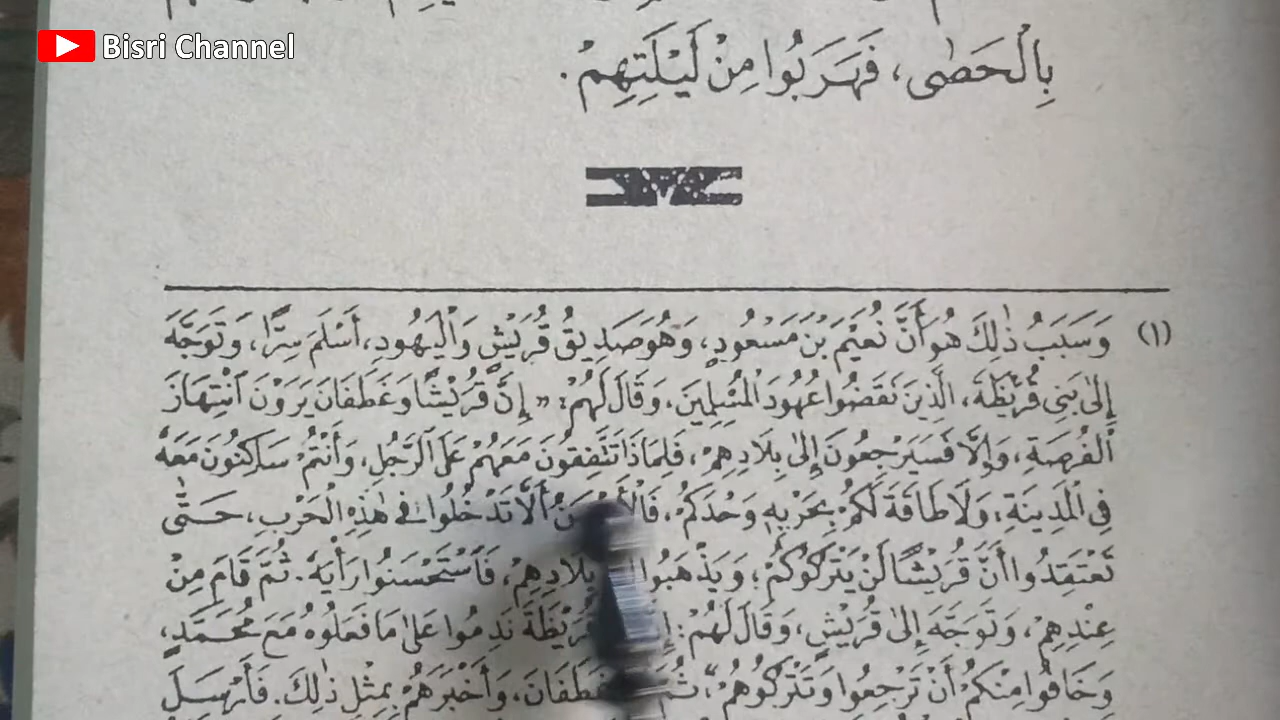 Bisri Channel
بِالْحَصَى، فَهَرَبُوا مِنْ لَيْلَتِهِمْ.
(١) وَسَبَبُ ذٰلِكَ هُوَ أَنَّ نُعَيْمَ بْنَ مَسْعُودٍ، وَهُوَ صَدِيقُ قُرَيْشٍ وَالْيَهُودِ، أَسْلَمَ سِرًّا، وَتَوَجَّهَ
إِلٰى بَنِى قُرَيْظَةَ، الَّذِينَ نَقَضُوا عُهُودَ الْمُسْلِمِينَ، وَقَالَ لَهُمْ: «إِنَّ قُرَيْشًا وَغَطَفَانَ يَرَوْنَ انْتِهَازَ
الْفُرْصَةِ، وَإِلَّا فَسَيَرْجِعُونَ إِلٰى بِلَادِهِمْ، فَلِمَاذَا تَتَّفِقُونَ مَعَهُمْ عَلَى الرَّجُلِ، وَأَنْتُمْ سَاكِنُونَ مَعَهُ
فِى الْمَدِينَةِ، وَلَا طَاقَةَ لَكُمْ بِحَرْبِهِ وَحْدَكُمْ، أَلَّا تَدْخُلُوا فِى هٰذِهِ الْحَرْبِ، حَتّٰى
تَعْتَقِدُوا أَنَّ قُرَيْشًا لَنْ يَتْرُكُوكُمْ، وَيَذْهَبُوا بِلَادِهِمْ، فَاسْتَحْسَنُوا رَأْيَهُ. ثُمَّ قَامَ مِنْ
عِنْدِهِمْ، وَتَوَجَّهَ إِلٰى قُرَيْشٍ، وَقَالَ لَهُمْ: قُرَيْظَةَ نَدِمُوا عَلٰى مَا فَعَلُوهُ مَعَ مُحَمَّدٍ،
وَخَافُوا مِنْكُمْ أَنْ تَرْجِعُوا وَتَتْرُكُوهُمْ، غَطَفَانَ، وَأَخْبَرَهُمْ بِمِثْلِ ذٰلِكَ. فَأَرْسَلَ